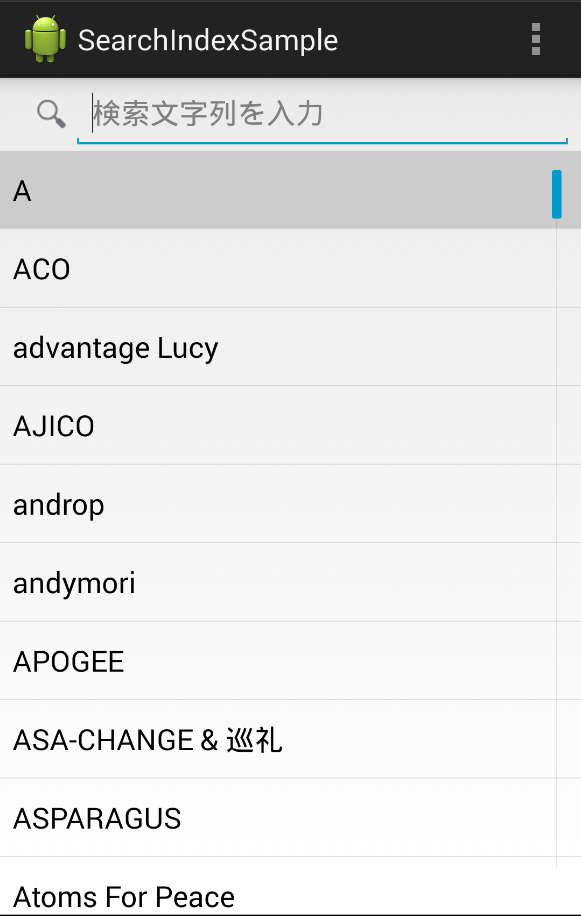 SearchIndexSample
検索文字列を入力
A
ACO
advantage Lucy
AJICO
androp
andymori
APOGEE
ASA-CHANGE & 巡礼
ASPARAGUS
Atoms For Peace